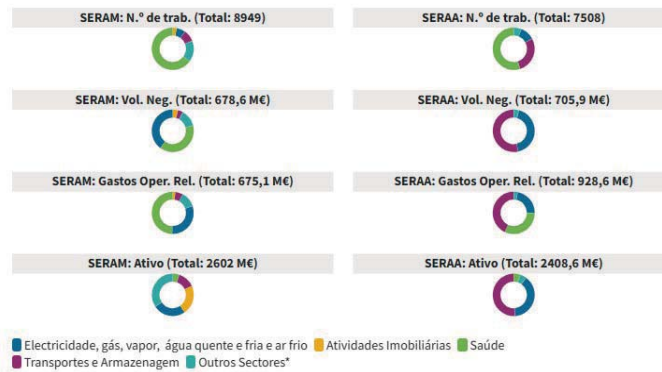 SERAM: N.º de trab. (Total: 8949)
SERAA: N.º de trab. (Total: 7508)
SERAM: Vol. Neg. (Total: 678,6 M€)
SERAA: Vol. Neg. (Total: 705,9 M€)
SERAM: Gastos Oper. Rel. (Total: 675,1 M€)
SERAA: Gastos Oper. Rel. (Total: 928,6 M€)
SERAM: Ativo (Total: 2602 M€)
SERAA: Ativo (Total: 2408,6 M€)
Electricidade, gás, vapor, água quente e fria e ar frio Atividades Imobiliárias Saúde
Transportes e Armazenagem Outros Sectores*